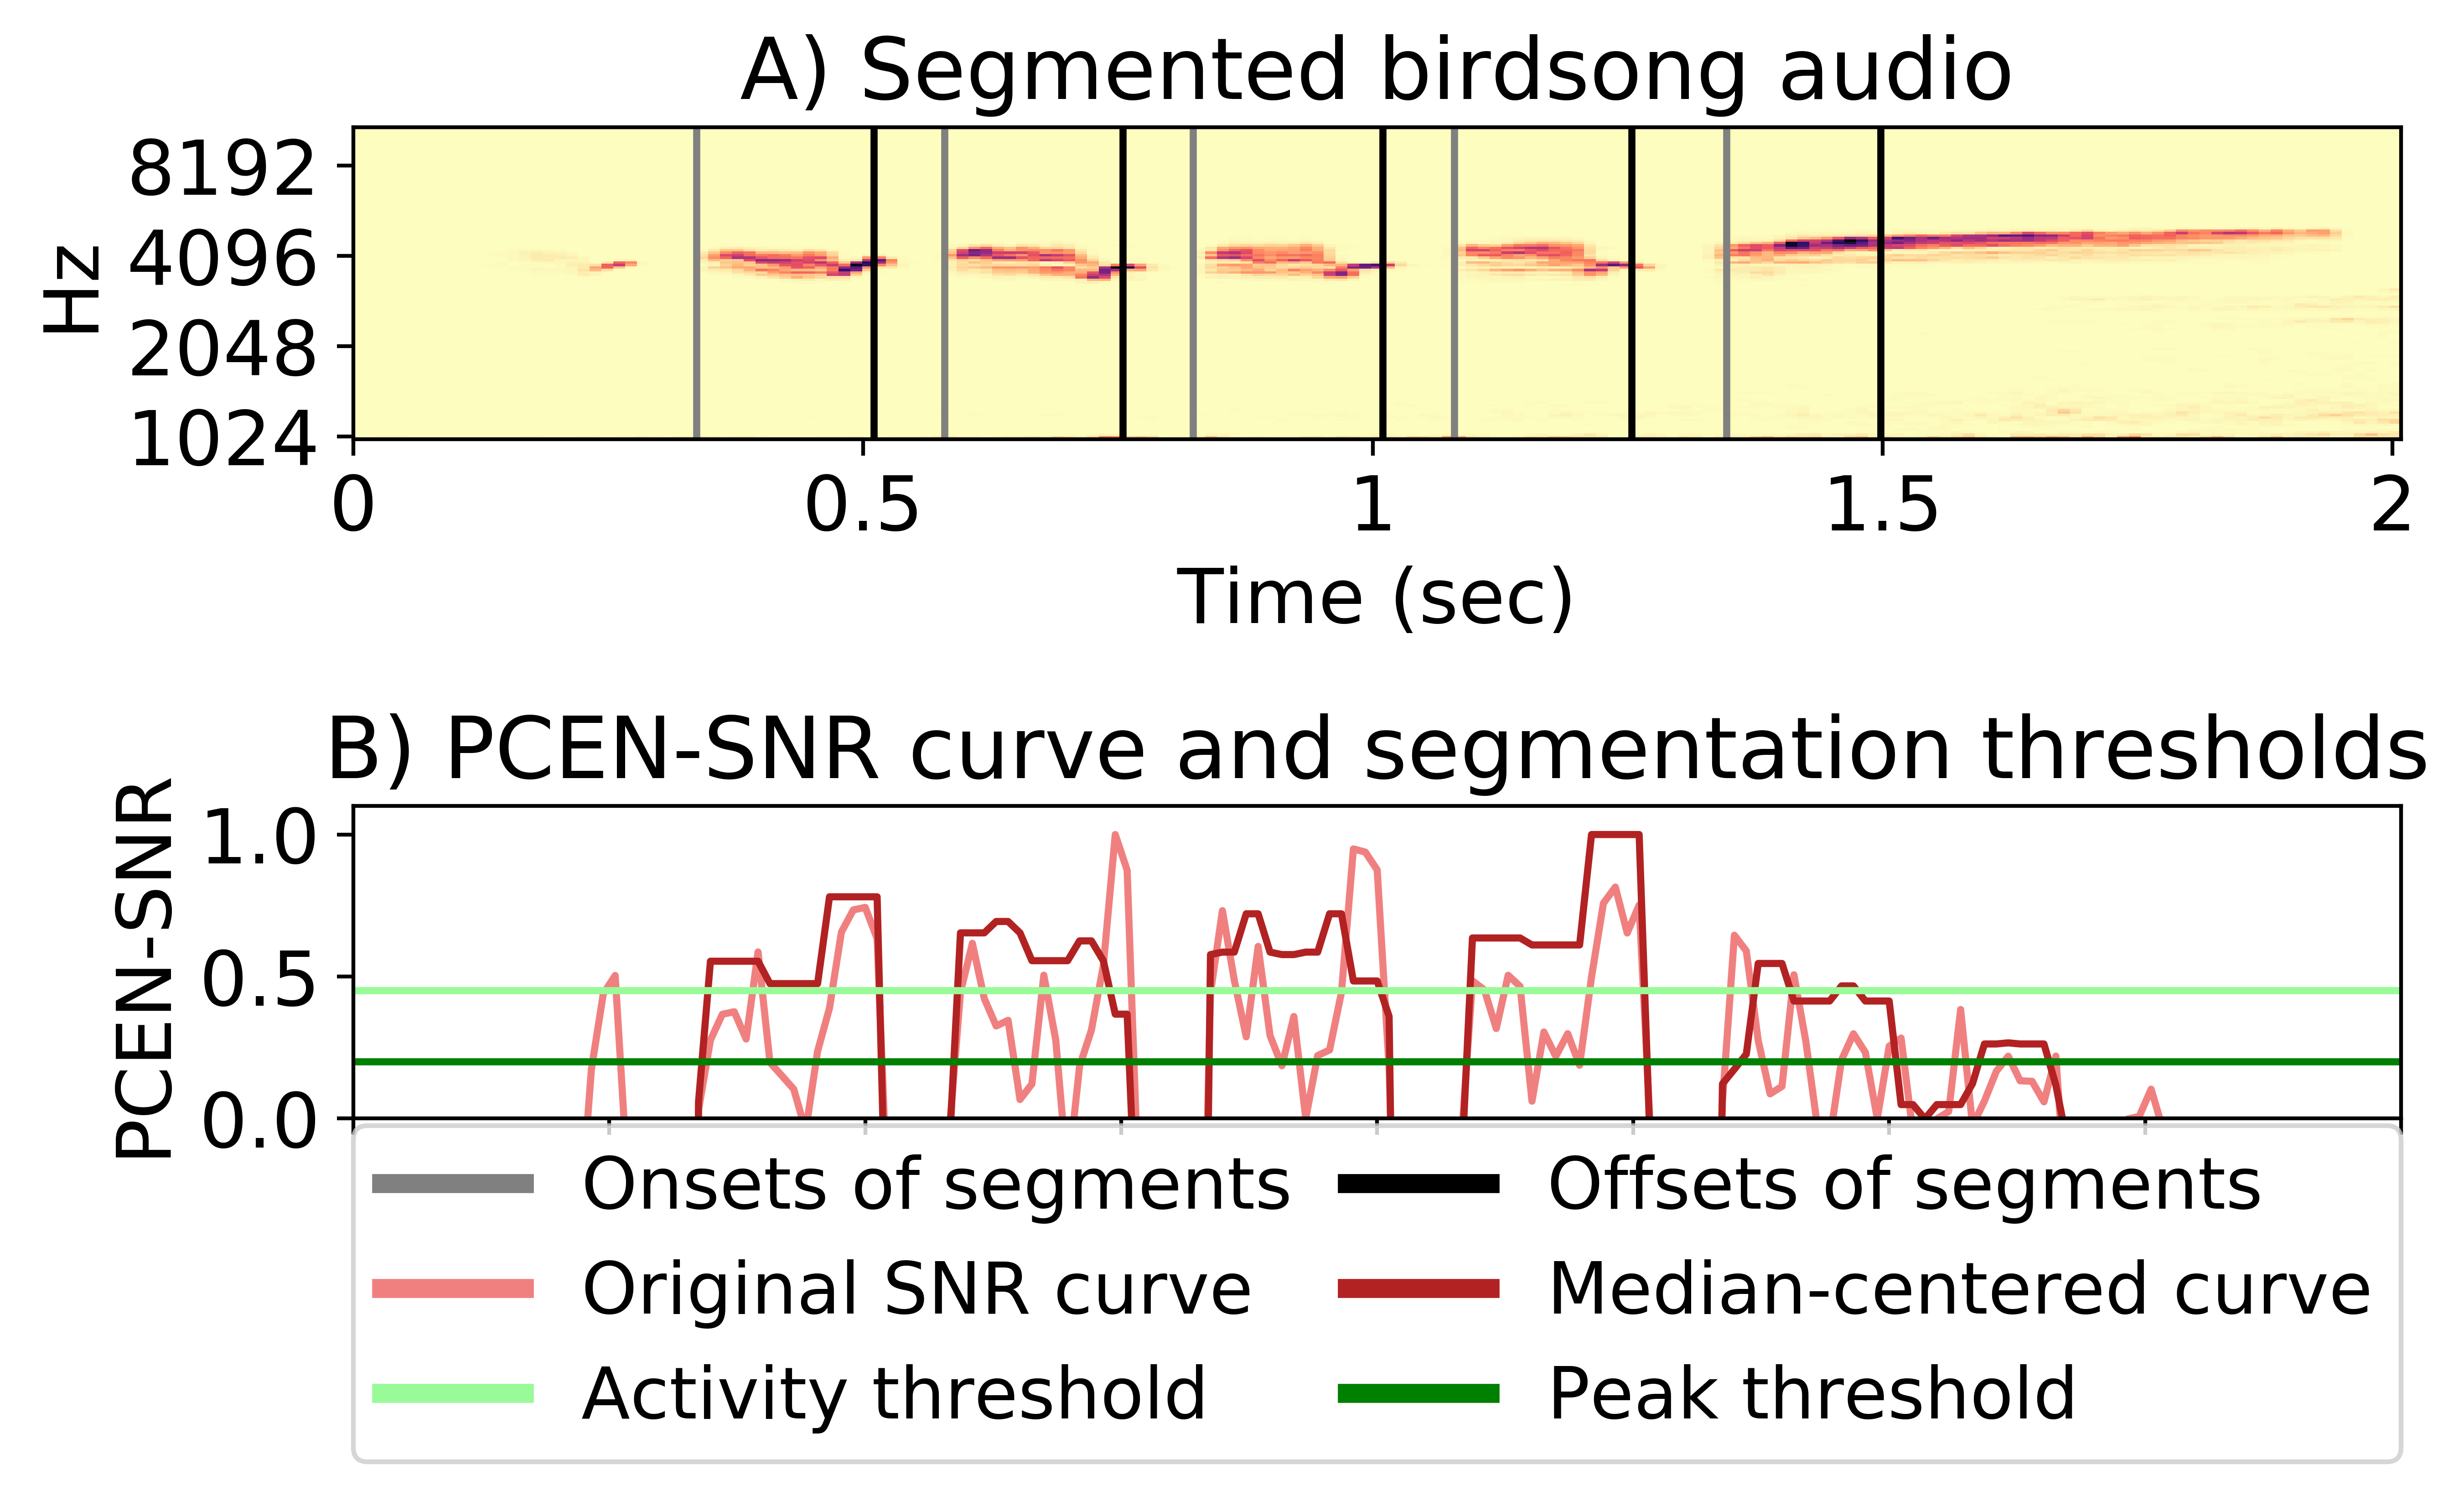 A) Segmented birdsong audio
Hz
8192
4096
2048
1024
0 0.5 1 1.5 2
Time (sec)
B) PCEN-SNR curve and segmentation thresholds
PCEN-SNR
1.0
0.5
0.0
Onsets of segments Offsets of segments
Original SNR curve Median-centered curve
Activity threshold Peak threshold